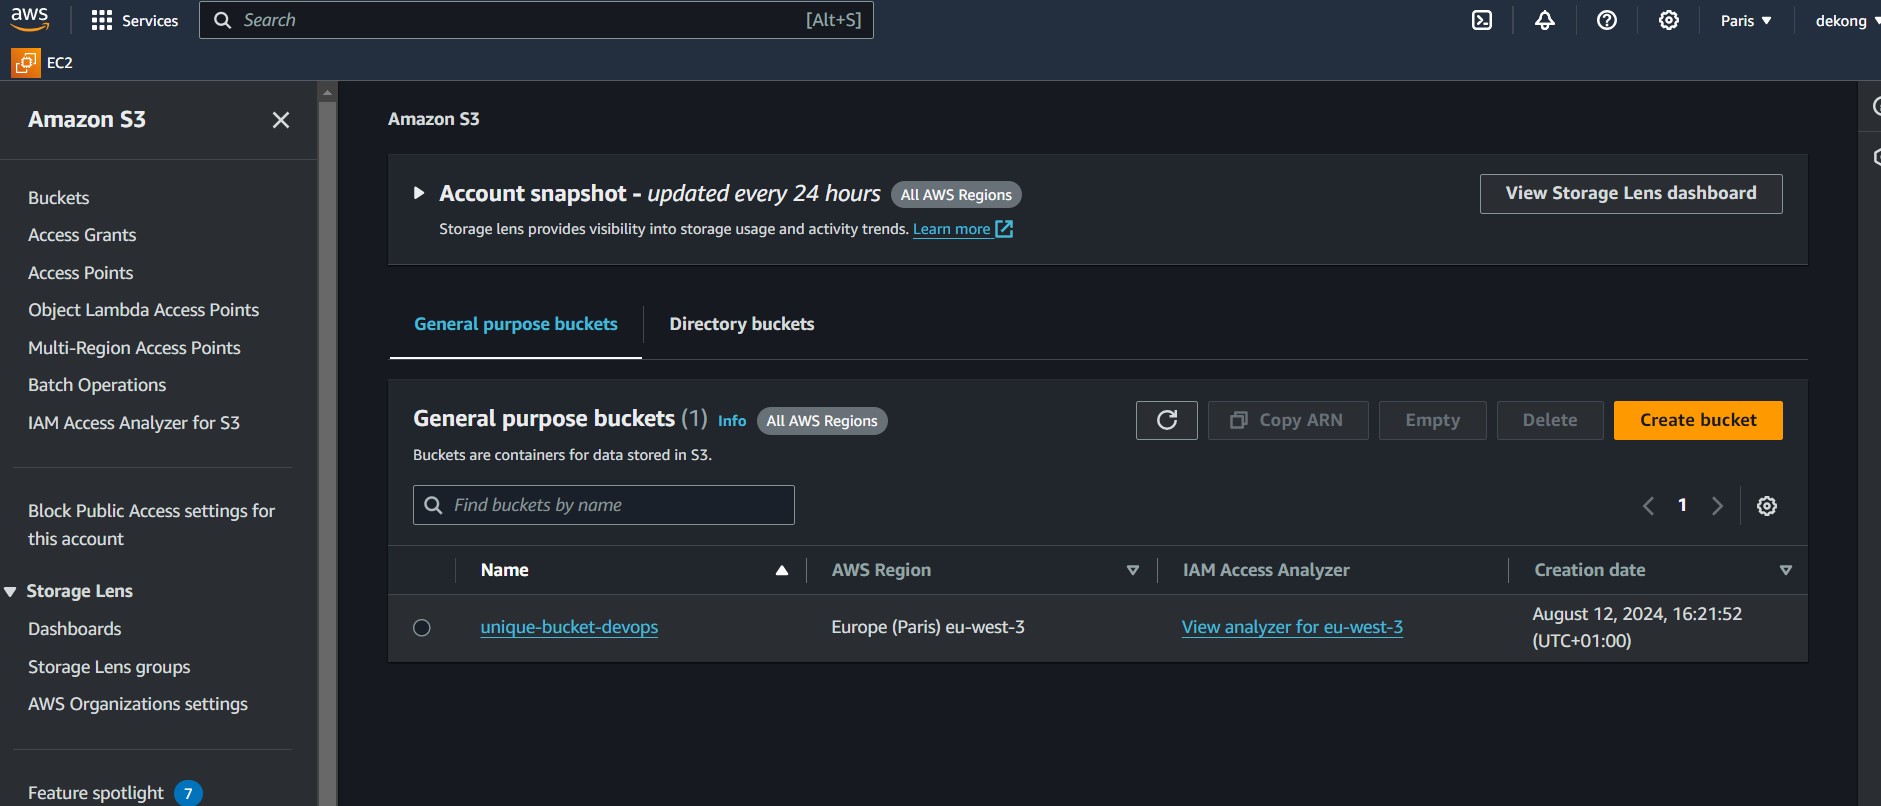 aws
Services
Search
[Alt+S]
Paris
dekong
EC2
Amazon S3
Buckets
Access Grants
Access Points
Object Lambda Access Points
Multi-Region Access Points
Batch Operations
IAM Access Analyzer for S3
Block Public Access settings for
this account
Storage Lens
Dashboards
Storage Lens groups
AWS Organizations settings
Feature spotlight 7
Amazon S3
Account snapshot - updated every 24 hours All AWS Regions
View Storage Lens dashboard
Storage lens provides visibility into storage usage and activity trends. Learn more
General purpose buckets
Directory buckets
General purpose buckets (1) Info All AWS Regions
Copy ARN
Empty
Delete
Create bucket
Buckets are containers for data stored in S3.
Find buckets by name
1
Name
AWS Region
IAM Access Analyzer
Creation date
unique-bucket-devops
Europe (Paris) eu-west-3
View analyzer for eu-west-3
August 12, 2024, 16:21:52
(UTC+01:00)